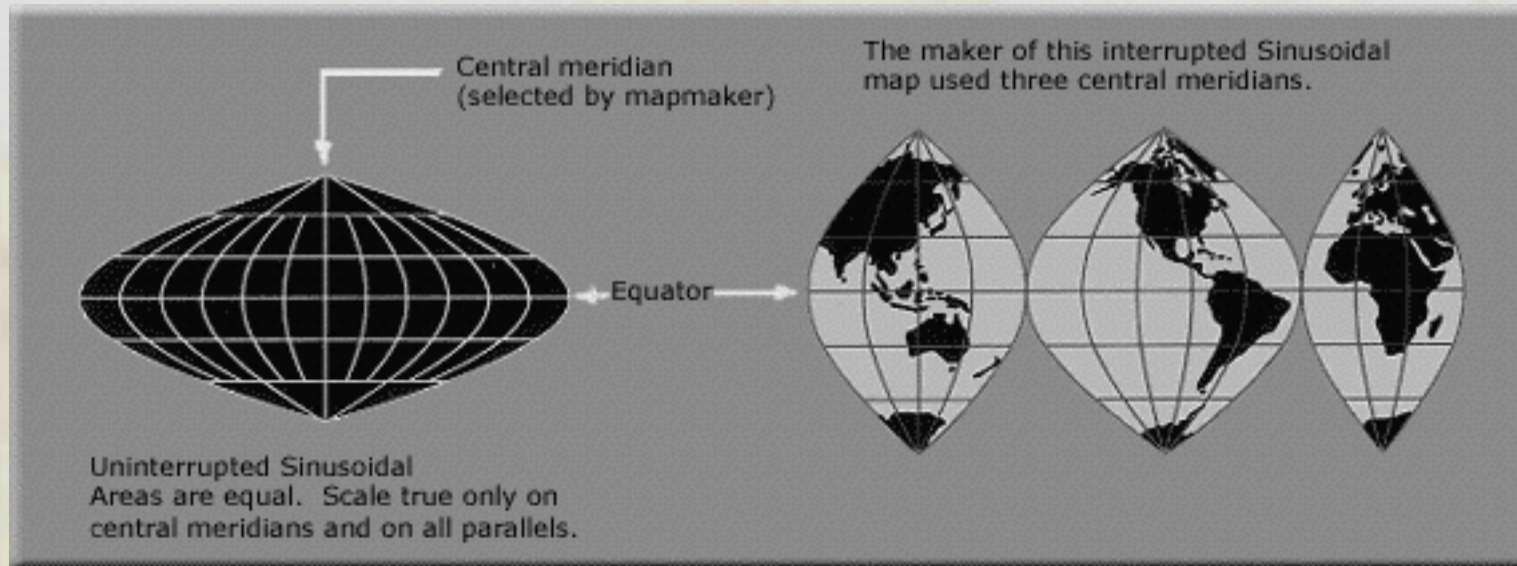 Central meridian
(selected by mapmaker)
The maker of this interrupted Sinusoidal
map used three central meridians.
Equator
Uninterrupted Sinusoidal
Areas are equal.  Scale true only on
central meridians and on all parallels.